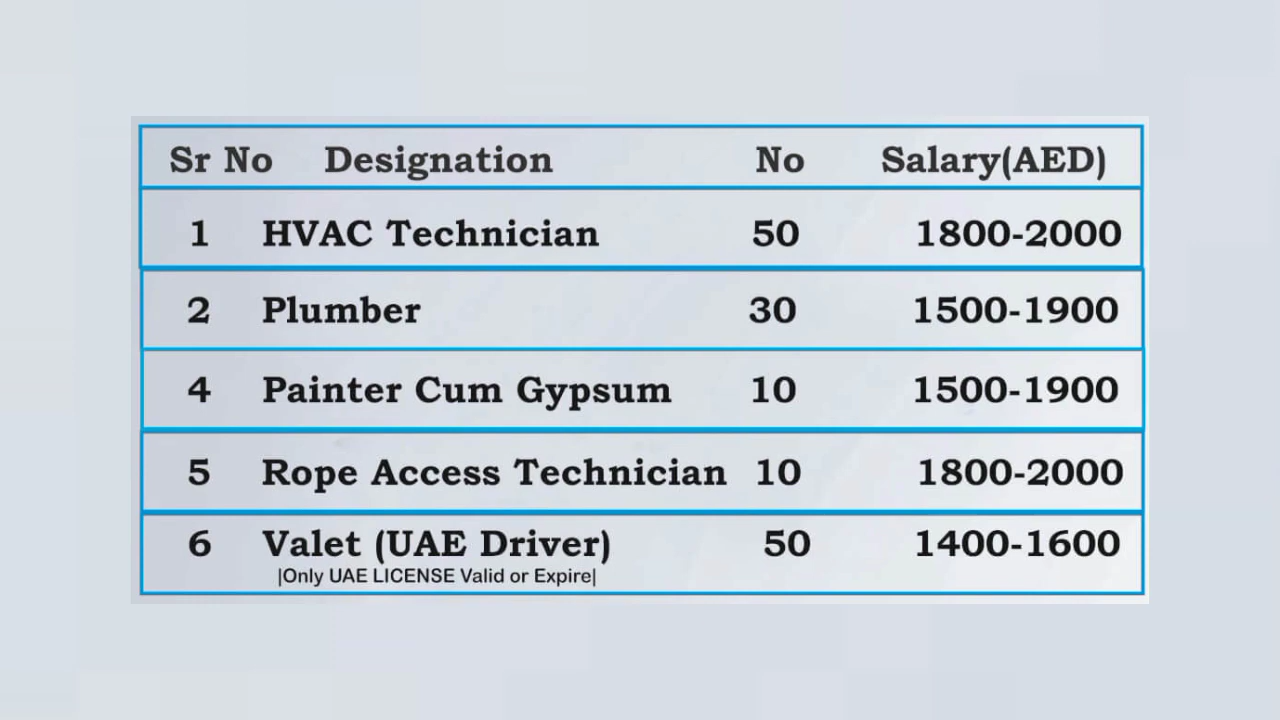 Sr No Designation No Salary(AED)
1 HVAC Technician 50 1800-2000
2 Plumber 30 1500-1900
4 Painter Cum Gypsum 10 1500-1900
5 Rope Access Technician 10 1800-2000
6 Valet (UAE Driver) 50 1400-1600
|Only UAE LICENSE Valid or Expire|